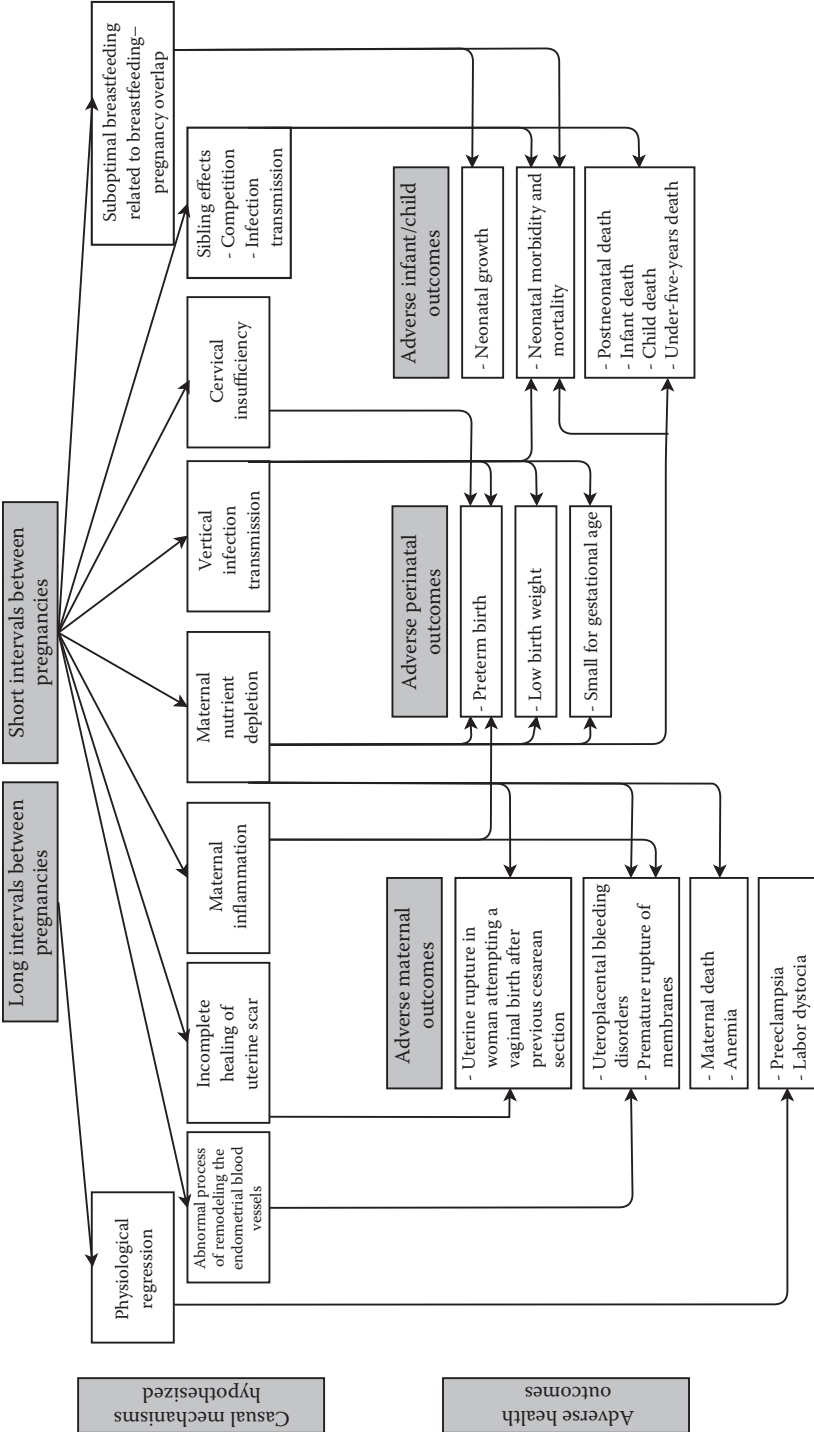 Long intervals between
pregnancies
Short intervals between
pregnancies
Casual mechanisms
hypothesized
Physiological
regression
Suboptimal breastfeeding
related to breastfeeding–
pregnancy overlap
Abnormal process
of remodeling the
endometrial blood
vessels
Incomplete
healing of
uterine scar
Maternal
inflammation
Maternal
nutrient
depletion
Vertical
infection
transmission
Cervical
insufficiency
Sibling effects
- Competition
- Infection
transmission
Adverse health
outcomes
Adverse maternal
outcomes
- Uterine rupture in
woman attempting a
vaginal birth after
previous cesarean
section
- Uteroplacental bleeding
disorders
- Premature rupture of
membranes
- Maternal death
- Anemia
- Preeclampsia
- Labor dystocia
Adverse perinatal
outcomes
- Preterm birth
- Low birth weight
- Small for gestational age
Adverse infant/child
outcomes
- Neonatal growth
- Neonatal morbidity and
mortality
- Postneonatal death
- Infant death
- Child death
- Under-five-years death